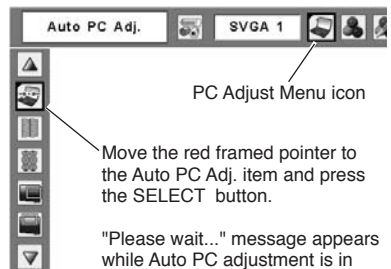 Auto PC Adj.
SVGA 1
PC Adjust Menu icon
Move the red framed pointer to
the Auto PC Adj. item and press
the SELECT button.
"Please wait..." message appears
while Auto PC adjustment is in